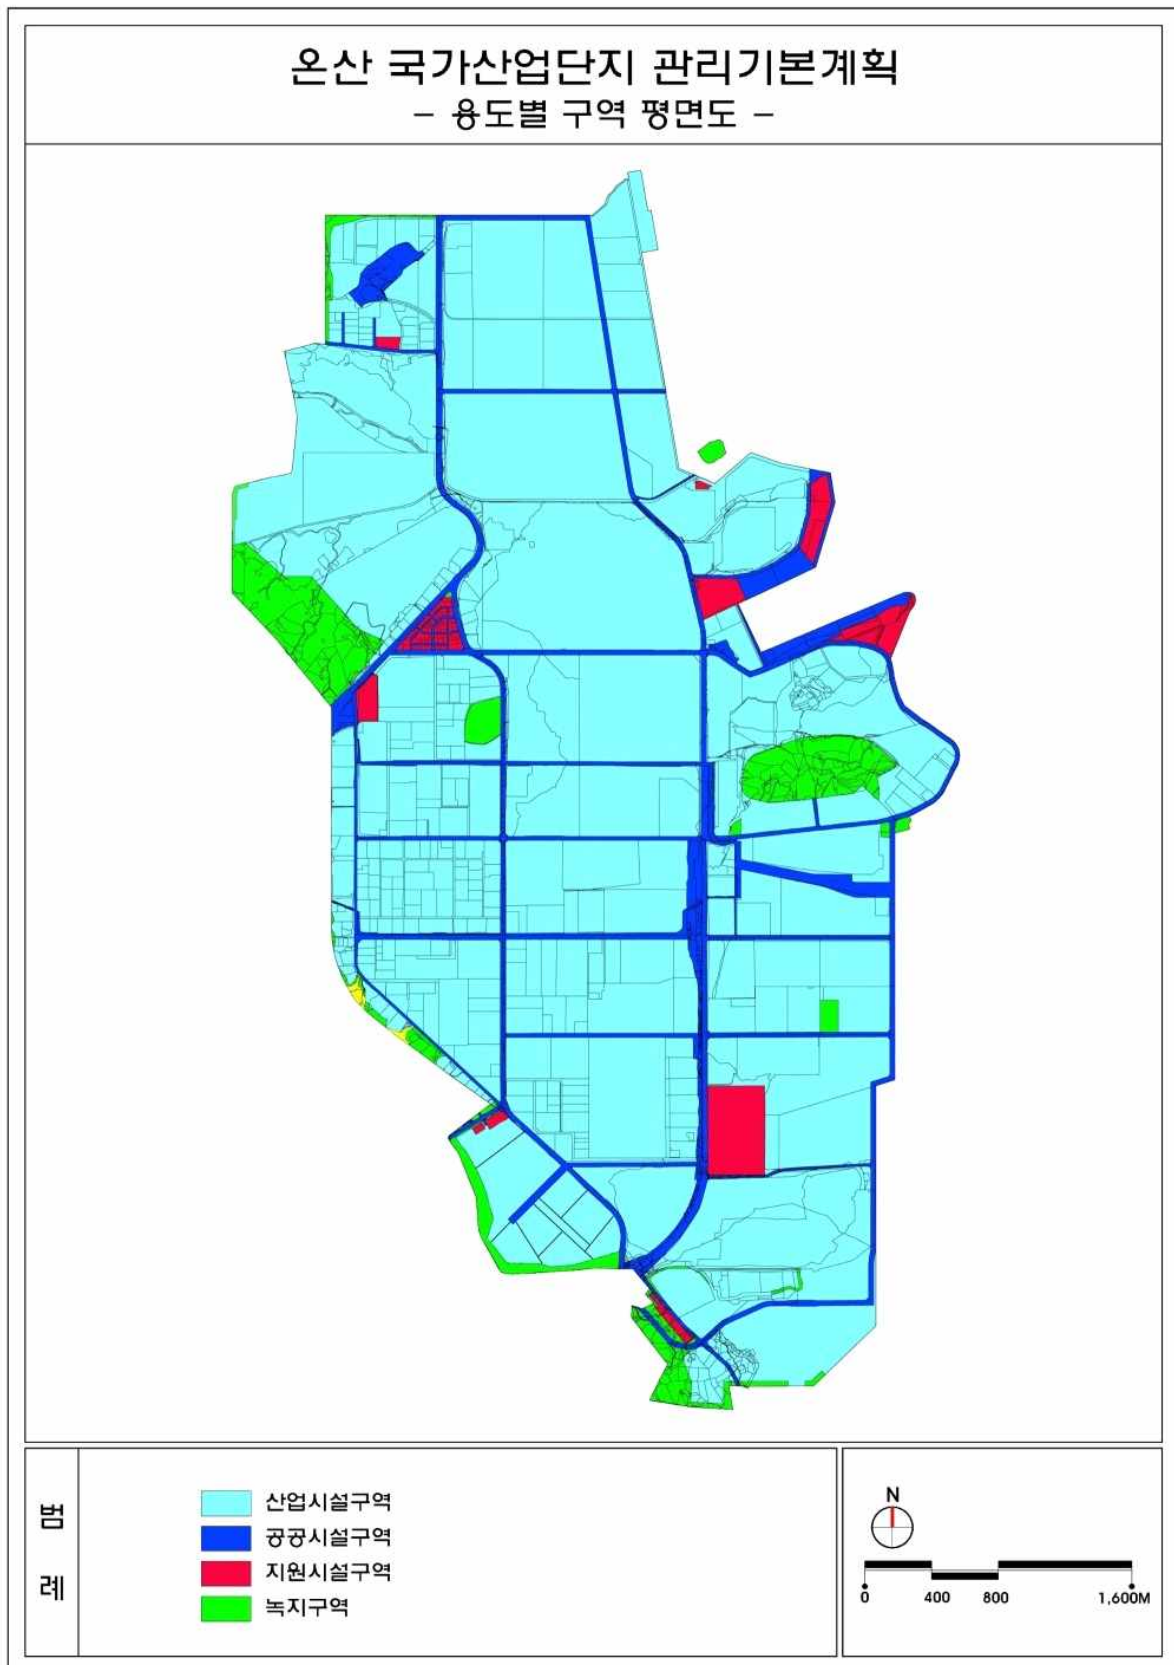 온산 국가산업단지 관리기본계획
- 용도별 구역 평면도 -
범
례
산업시설구역
공공시설구역
지원시설구역
녹지구역
N
0 400 800 1,600M